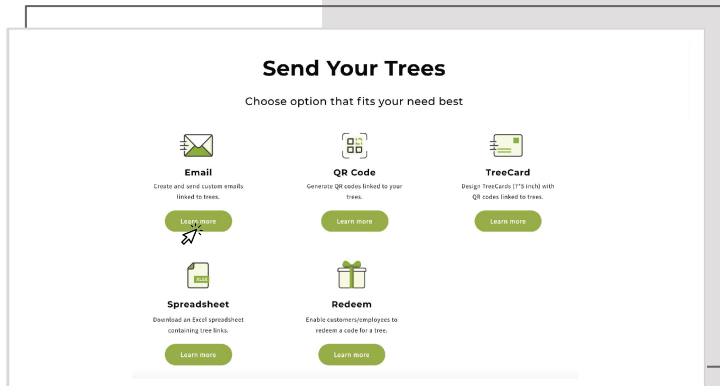 Send Your Trees
Choose option that fits your need best
Email
Create and send custom emails
linked to trees.
Learn more
QR Code
Generate QR codes linked to your
trees.
Learn more
TreeCard
Design TreeCards (7*5 inch) with
QR codes linked to trees.
Learn more
XLSX
Spreadsheet
Download an Excel spreadsheet
containing tree links.
Learn more
Redeem
Enable customers/employees to
redeem a code for a tree.
Learn more